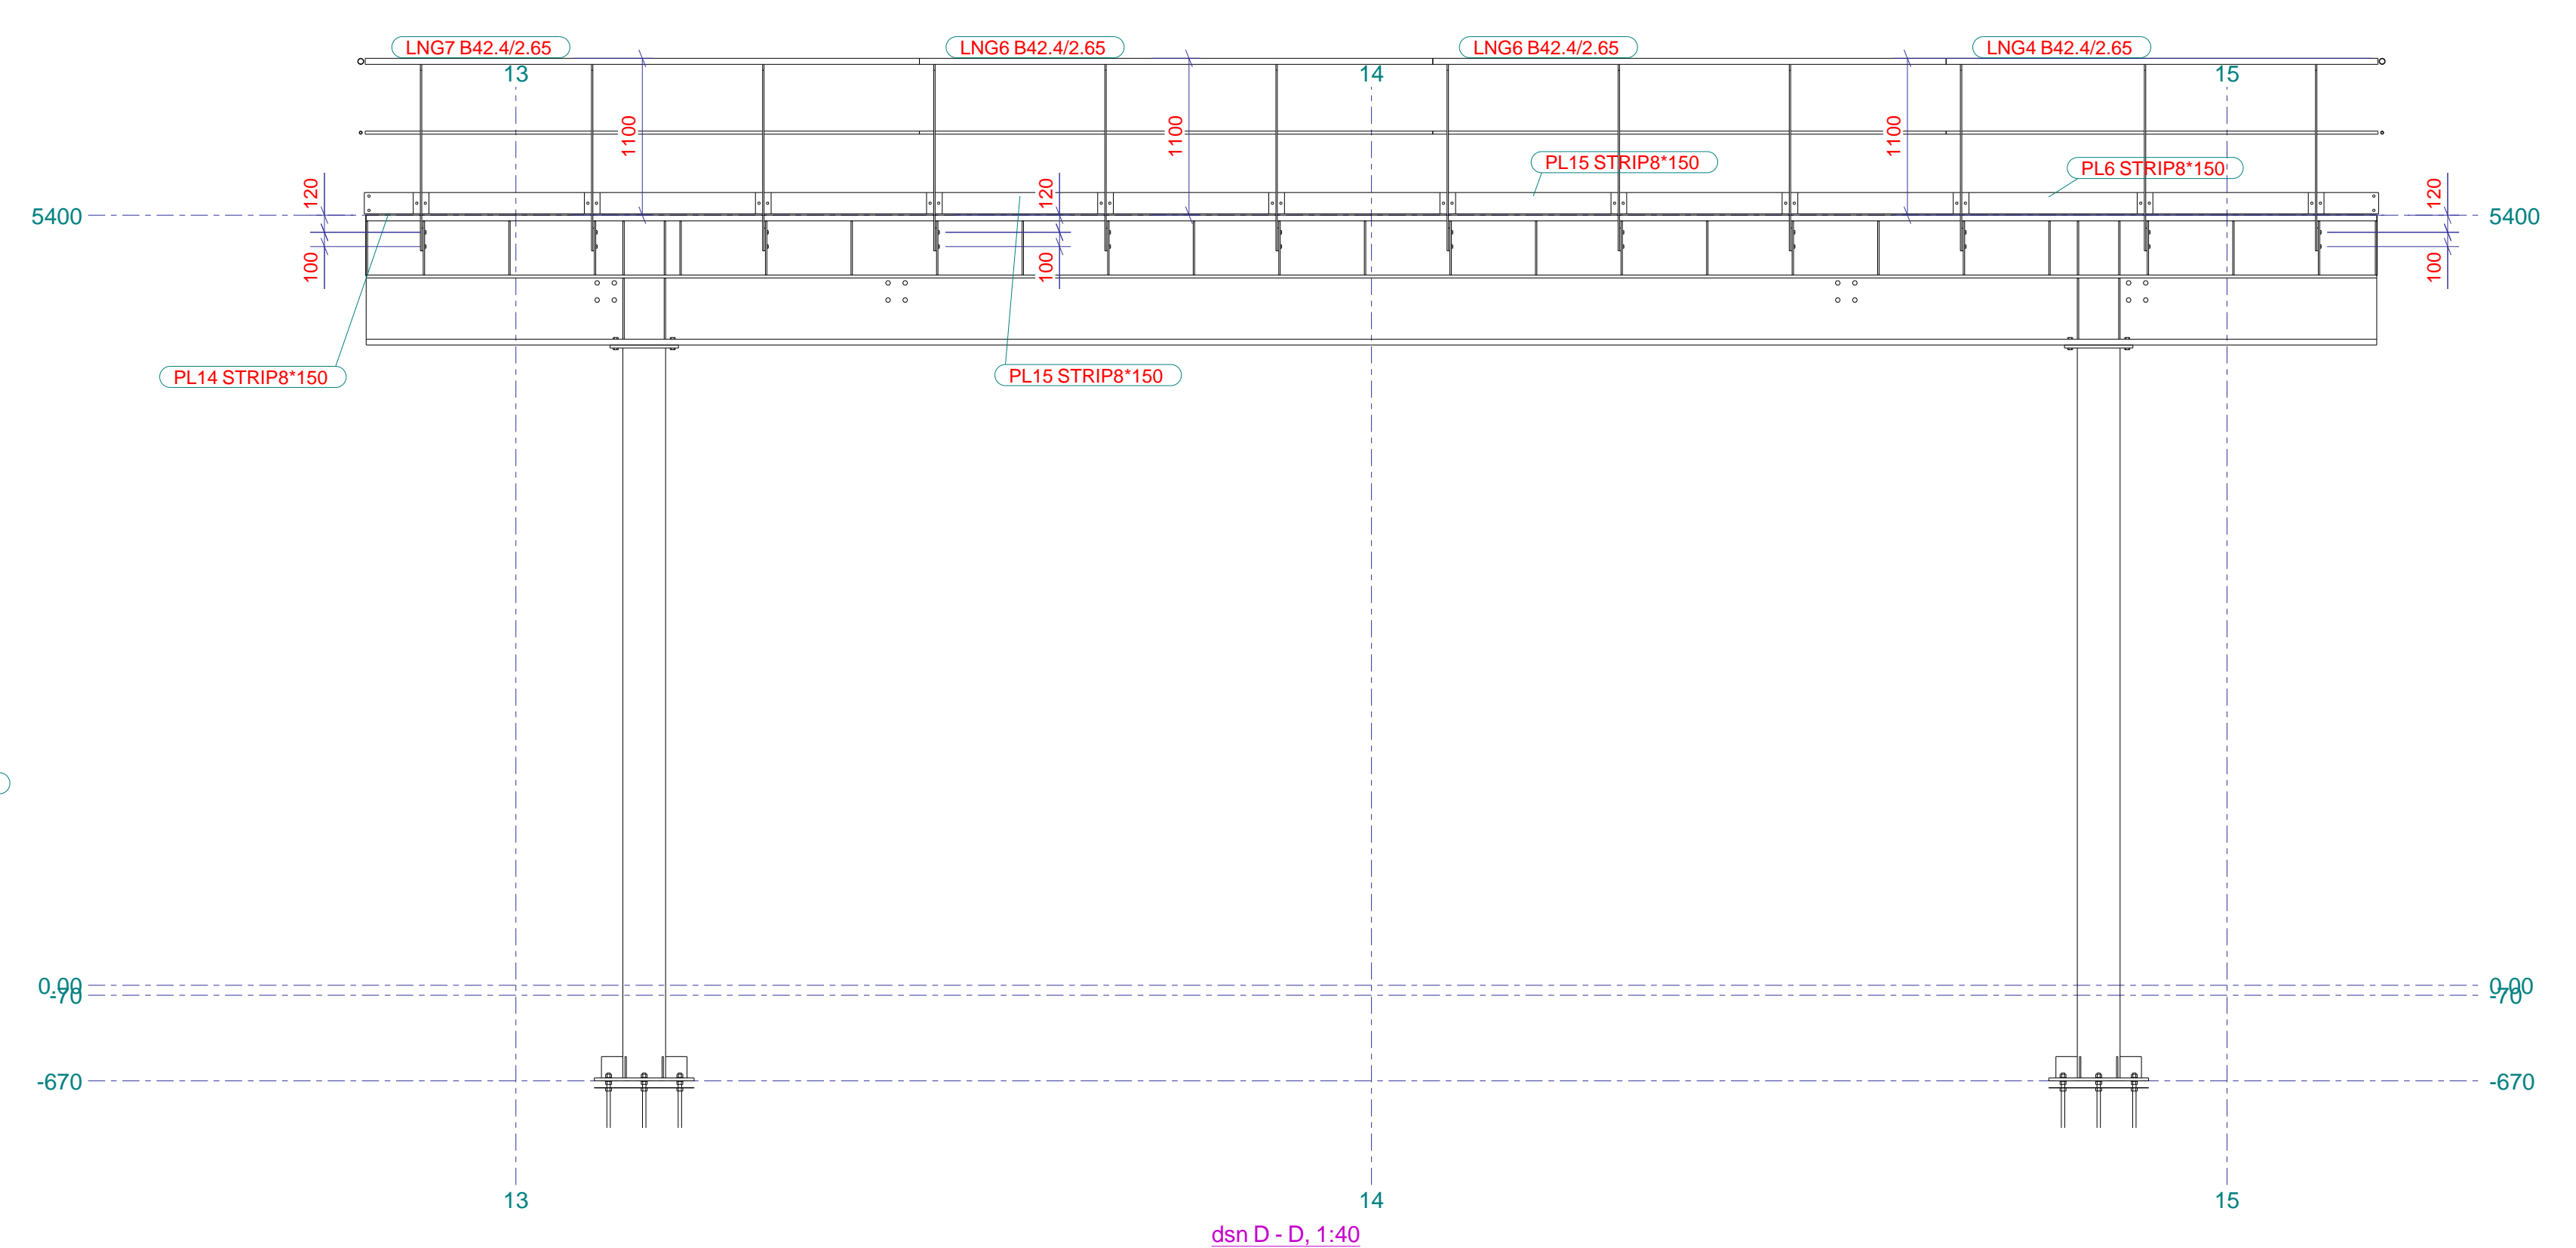 LNG7 B42.4/2.65
LNG6 B42.4/2.65
LNG6 B42.4/2.65
LNG4 B42.4/2.65
13
14
15
1100
1100
1100
PL15 STRIP8*150
PL6 STRIP8*150
120
120
120
5400
5400
100
100
100
PL14 STRIP8*150
PL15 STRIP8*150
0.00
0.00
-70
-70
-670
-670
13
14
15
dsn D - D, 1:40